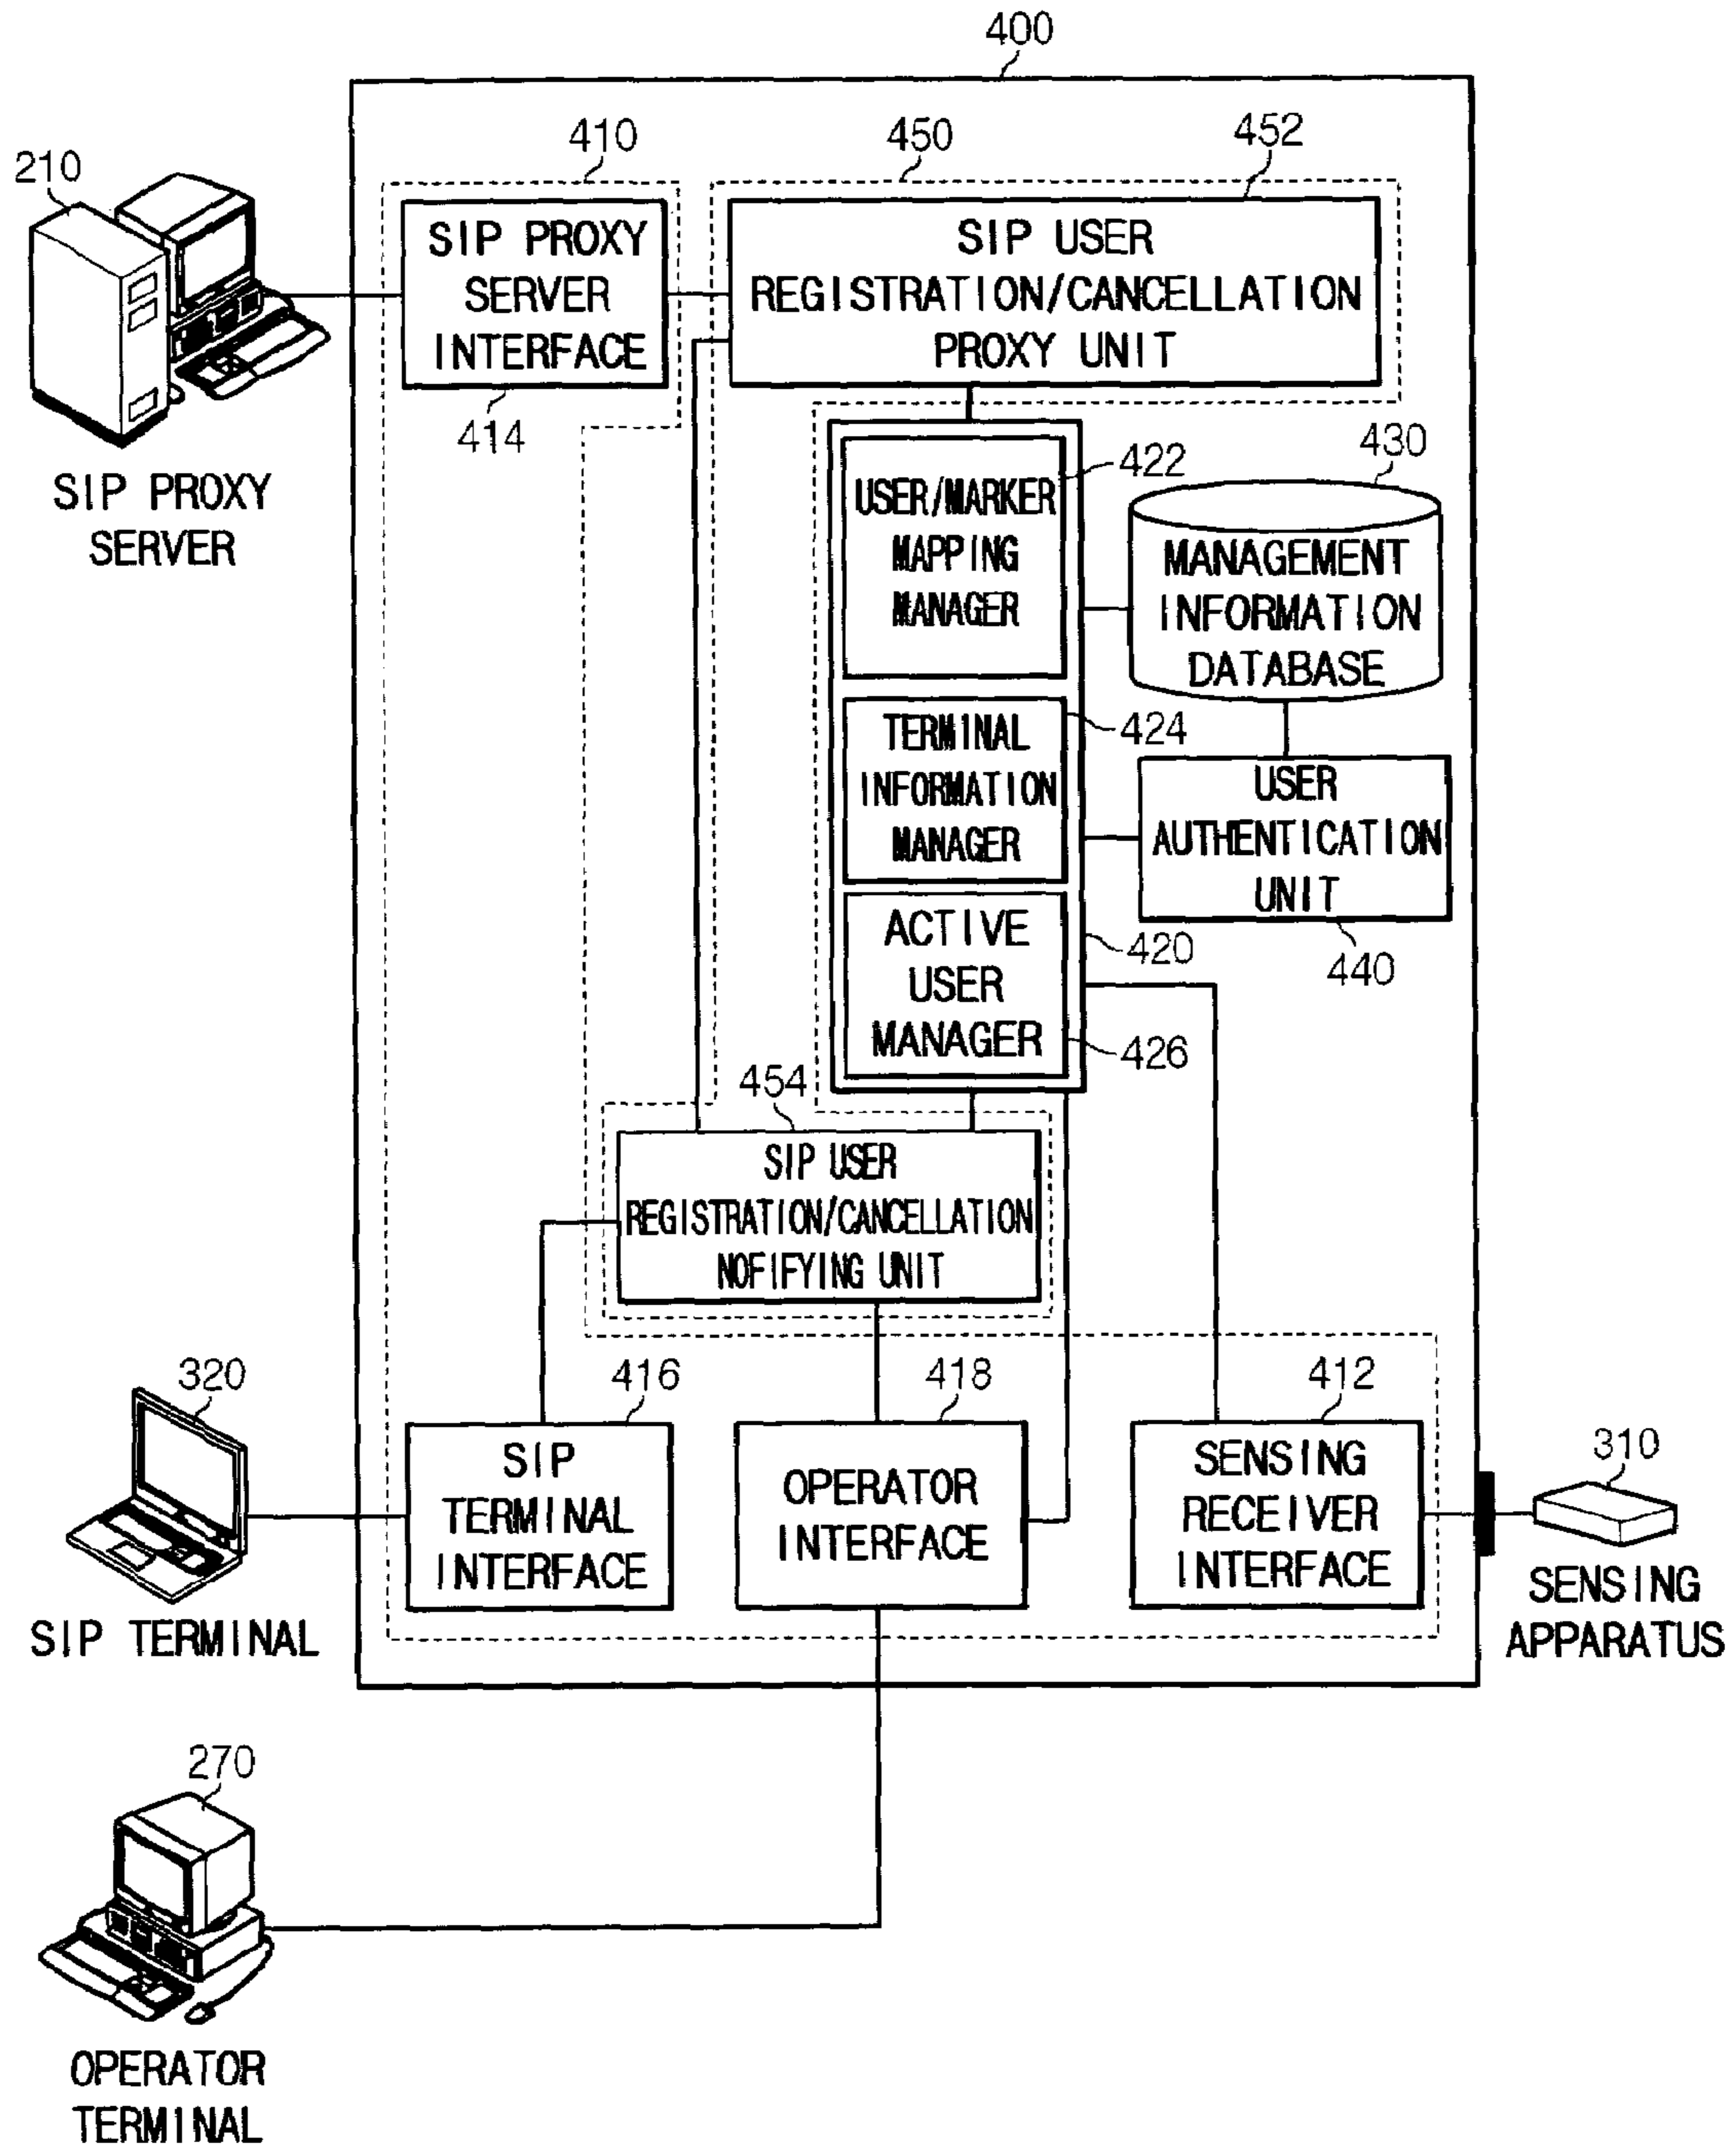 400
410
450
452
210
SIP PROXY
SERVER
INTERFACE
SIP USER
REGISTRATION/CANCELLATION
PROXY UNIT
414
SIP PROXY
SERVER
422
430
USER/MARKER
MAPPING
MANAGER
MANAGEMENT
INFORMATION
DATABASE
424
TERMINAL
INFORMATION
MANAGER
USER
AUTHENTICATION
UNIT
440
420
ACTIVE
USER
MANAGER
426
454
SIP USER
REGISTRATION/CANCELLATION
NOFIFYING UNIT
320
416
418
412
310
SIP
TERMINAL
INTERFACE
OPERATOR
INTERFACE
SENSING
RECEIVER
INTERFACE
SIP TERMINAL
SENSING
APPARATUS
270
OPERATOR
TERMINAL